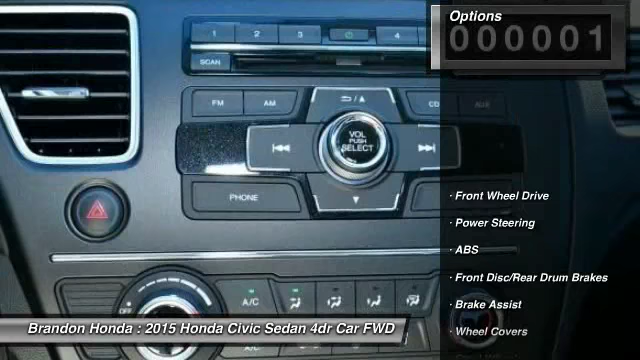 Options
000001
1 2 3 4
SCAN
FM AM CD AUX
VOL
PUSH
SELECT
PHONE
· Front Wheel Drive
· Power Steering
· ABS
· Front Disc/Rear Drum Brakes
· Brake Assist
· Wheel Covers
OFF
A/C
Brandon Honda : 2015 Honda Civic Sedan 4dr Car FWD
A/C